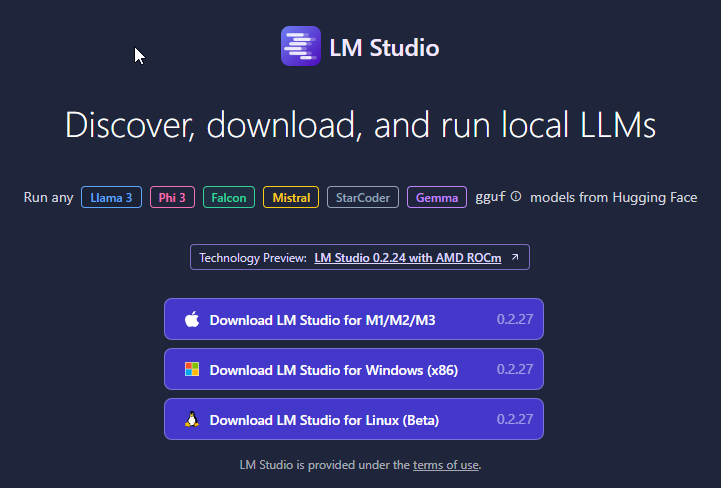 LM Studio
Discover, download, and run local LLMs
Run any Llama 3 Phi 3 Falcon Mistral StarCoder Gemma gguf models from Hugging Face
Technology Preview: LM Studio 0.2.24 with AMD ROCm
Download LM Studio for M1/M2/M3 0.2.27
Download LM Studio for Windows (x86) 0.2.27
Download LM Studio for Linux (Beta) 0.2.27
LM Studio is provided under the terms of use.